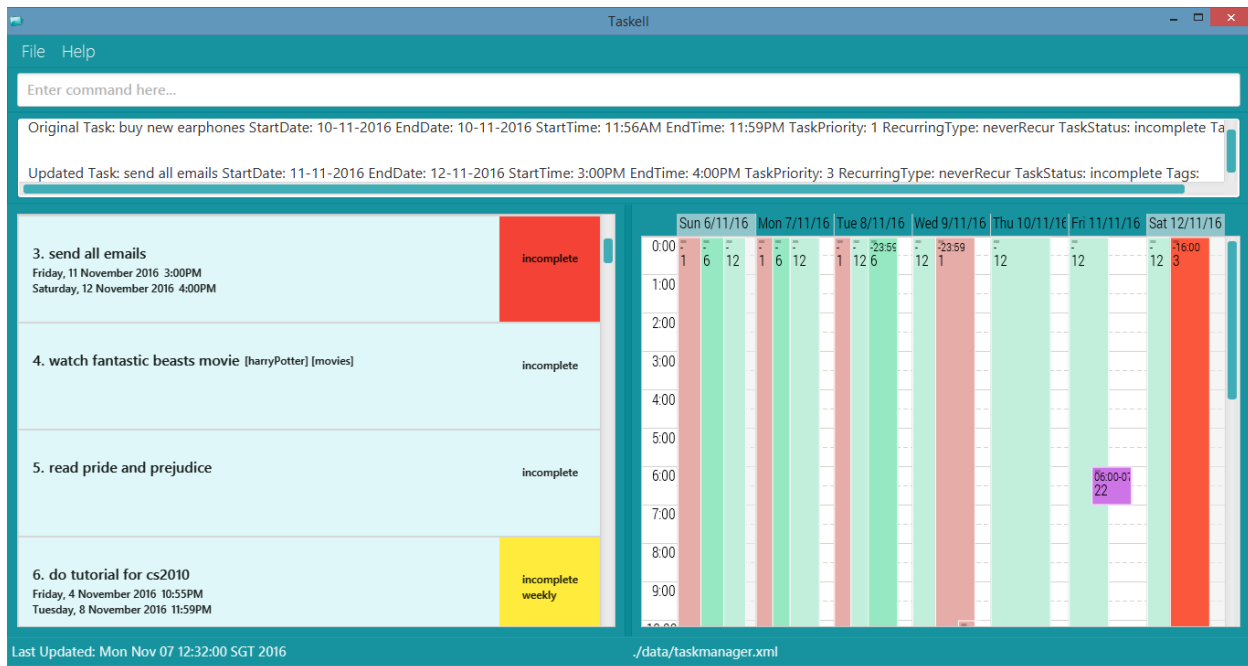 Taskell
File Help
Enter command here...
Original Task: buy new earphones StartDate: 10-11-2016 EndDate: 10-11-2016 StartTime: 11:56AM EndTime: 11:59PM TaskPriority: 1 RecurringType: neverRecur TaskStatus: incomplete Ta
Updated Task: send all emails StartDate: 11-11-2016 EndDate: 12-11-2016 StartTime: 3:00PM EndTime: 4:00PM TaskPriority: 3 RecurringType: neverRecur TaskStatus: incomplete Tags:
3. send all emails
Friday, 11 November 2016 3:00PM
Saturday, 12 November 2016 4:00PM
incomplete
4. watch fantastic beasts movie [harryPotter] [movies]
incomplete
5. read pride and prejudice
incomplete
6. do tutorial for cs2010
Friday, 4 November 2016 10:55PM
Tuesday, 8 November 2016 11:59PM
incomplete
weekly
Sun 6/11/16 Mon 7/11/16 Tue 8/11/16 Wed 9/11/16 Thu 10/11/16 Fri 11/11/16 Sat 12/11/16
0:00 - - - - - - - - -23:59 - -23:59 - - - -16:00
1 6 12 1 6 12 1 12 6 12 1 12 12 12 3
1:00
2:00
3:00
4:00
5:00
6:00 06:00-07
22
7:00
8:00
9:00
Last Updated: Mon Nov 07 12:32:00 SGT 2016
./data/taskmanager.xml